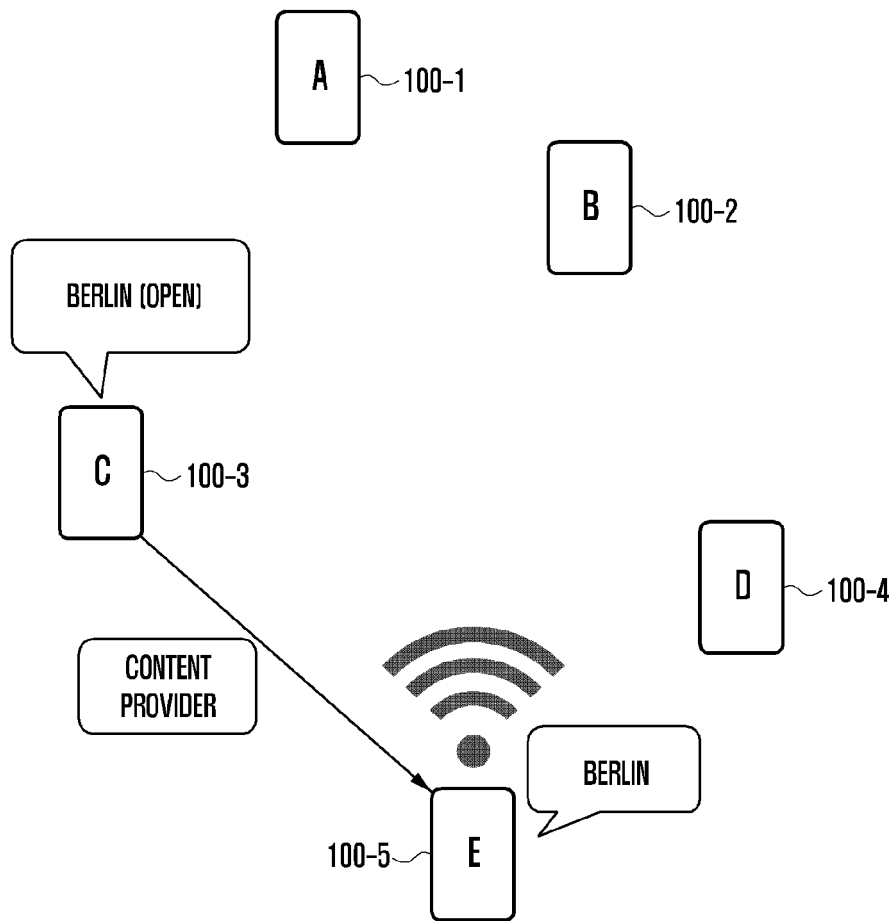 A
100-1
B
100-2
BERLIN (OPEN)
C
100-3
D
100-4
CONTENT
PROVIDER
BERLIN
100-5
E